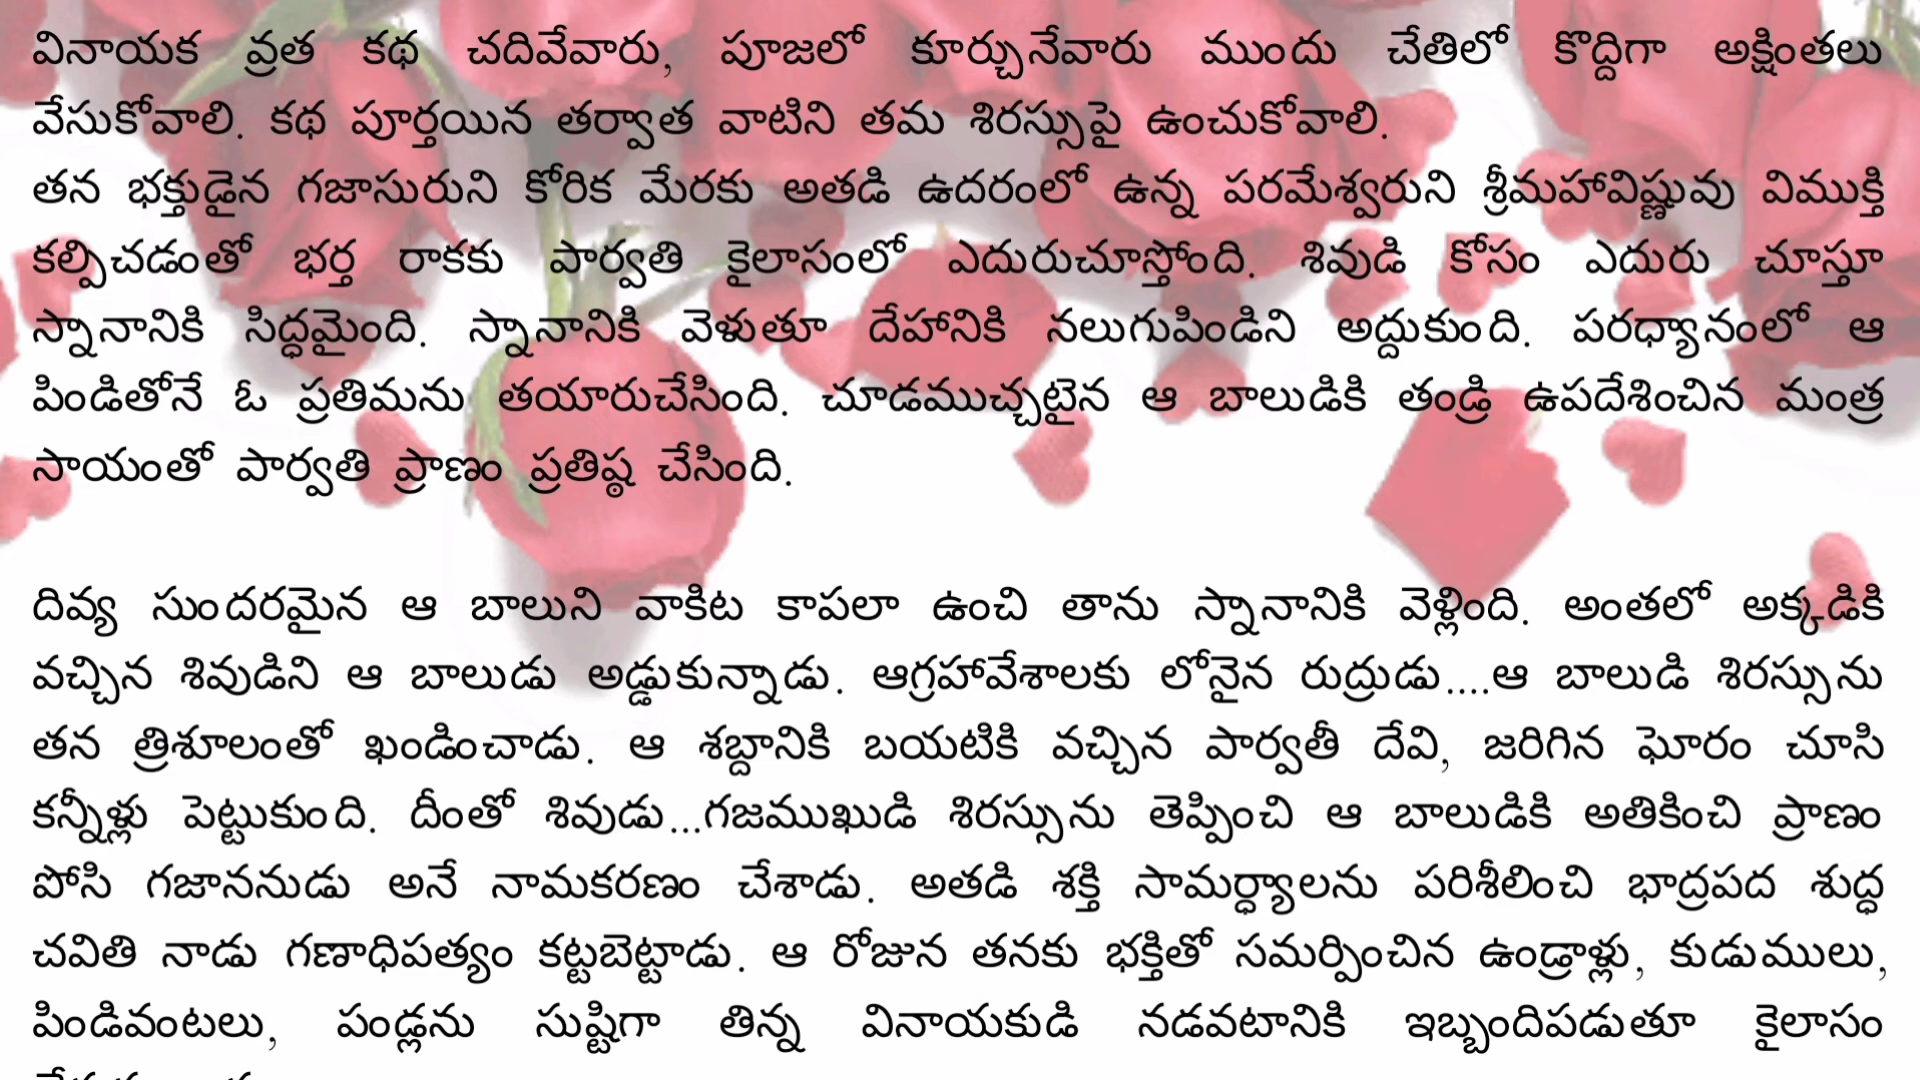 వినాయక వ్రత కథ చదివేవారు, పూజలో కూర్చునేవారు ముందు చేతిలో కొద్దిగా అక్షింతలు
వేసుకోవాలి. కథ పూర్తయిన తర్వాత వాటిని తమ శిరస్సుపై ఉంచుకోవాలి.
తన భక్తుడైన గజాసురుని కోరిక మేరకు అతడి ఉదరంలో ఉన్న పరమేశ్వరుని శ్రీమహావిష్ణువు విముక్తి
కల్పిచడంతో భర్త రాకకు పార్వతి కైలాసంలో ఎదురుచూస్తోంది. శివుడి కోసం ఎదురు చూస్తూ
స్నానానికి సిద్ధమైంది. స్నానానికి వెళుతూ దేహానికి నలుగుపిండిని అద్దుకుంది. పరధ్యానంలో ఆ
పిండితోనే ఓ ప్రతిమను తయారుచేసింది. చూడముచ్చటైన ఆ బాలుడికి తండ్రి ఉపదేశించిన మంత్ర
సాయంతో పార్వతి ప్రాణం ప్రతిష్ఠ చేసింది.
దివ్య సుందరమైన ఆ బాలుని వాకిట కాపలా ఉంచి తాను స్నానానికి వెళ్లింది. అంతలో అక్కడికి
వచ్చిన శివుడిని ఆ బాలుడు అడ్డుకున్నాడు. ఆగ్రహావేశాలకు లోనైన రుద్రుడు....ఆ బాలుడి శిరస్సును
తన త్రిశూలంతో ఖండించాడు. ఆ శబ్దానికి బయటికి వచ్చిన పార్వతీ దేవి, జరిగిన ఘోరం చూసి
కన్నీళ్లు పెట్టుకుంది. దీంతో శివుడు...గజముఖుడి శిరస్సును తెప్పించి ఆ బాలుడికి అతికించి ప్రాణం
పోసి గజాననుడు అనే నామకరణం చేశాడు. అతడి శక్తి సామర్ధ్యాలను పరిశీలించి భాద్రపద శుద్ధ
చవితి నాడు గణాధిపత్యం కట్టబెట్టాడు. ఆ రోజున తనకు భక్తితో సమర్పించిన ఉండ్రాళ్లు, కుడుములు,
పిండివంటలు, పండ్లను సుష్టిగా తిన్న వినాయకుడి నడవటానికి ఇబ్బందిపడుతూ కైలాసం